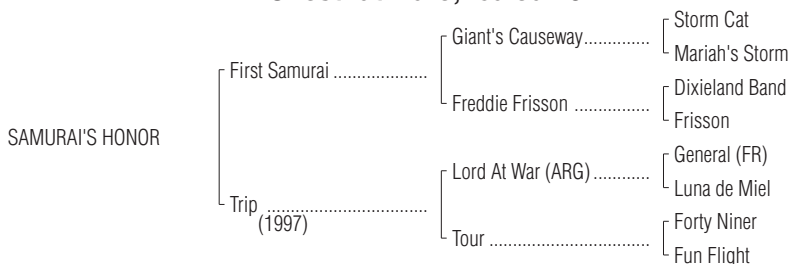 Storm Cat
Giant's Causeway..............
Mariah's Storm
First Samurai ....................
Dixieland Band
Freddie Frisson ................
Frisson
SAMURAI'S HONOR
General (FR)
Lord At War (ARG)............
Luna de Miel
Trip ..................................
(1997)
Forty Niner
Tour ..................................
Fun Flight